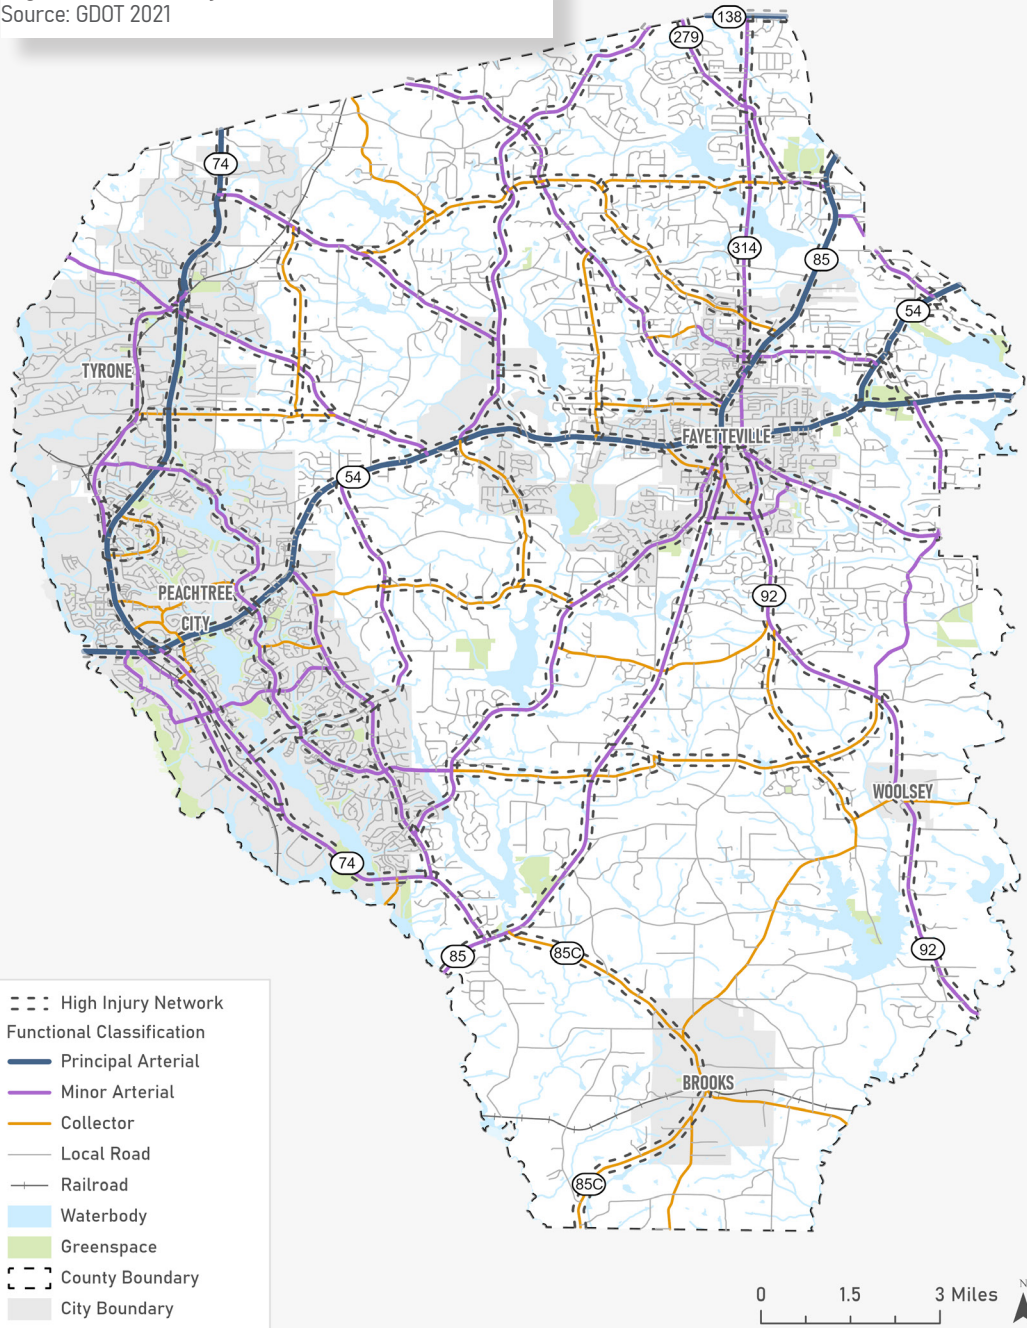 Source: GDOT 2021
138
279
74
314
85
54
TYRONE
FAYETTEVILLE
54
PEACHTREE
CITY
92
WOOLSEY
74
85
85C
92
High Injury Network
Functional Classification
Principal Arterial
Minor Arterial
Collector
Local Road
Railroad
Waterbody
Greenspace
County Boundary
City Boundary
BROOKS
85C
0 1.5 3 Miles
N